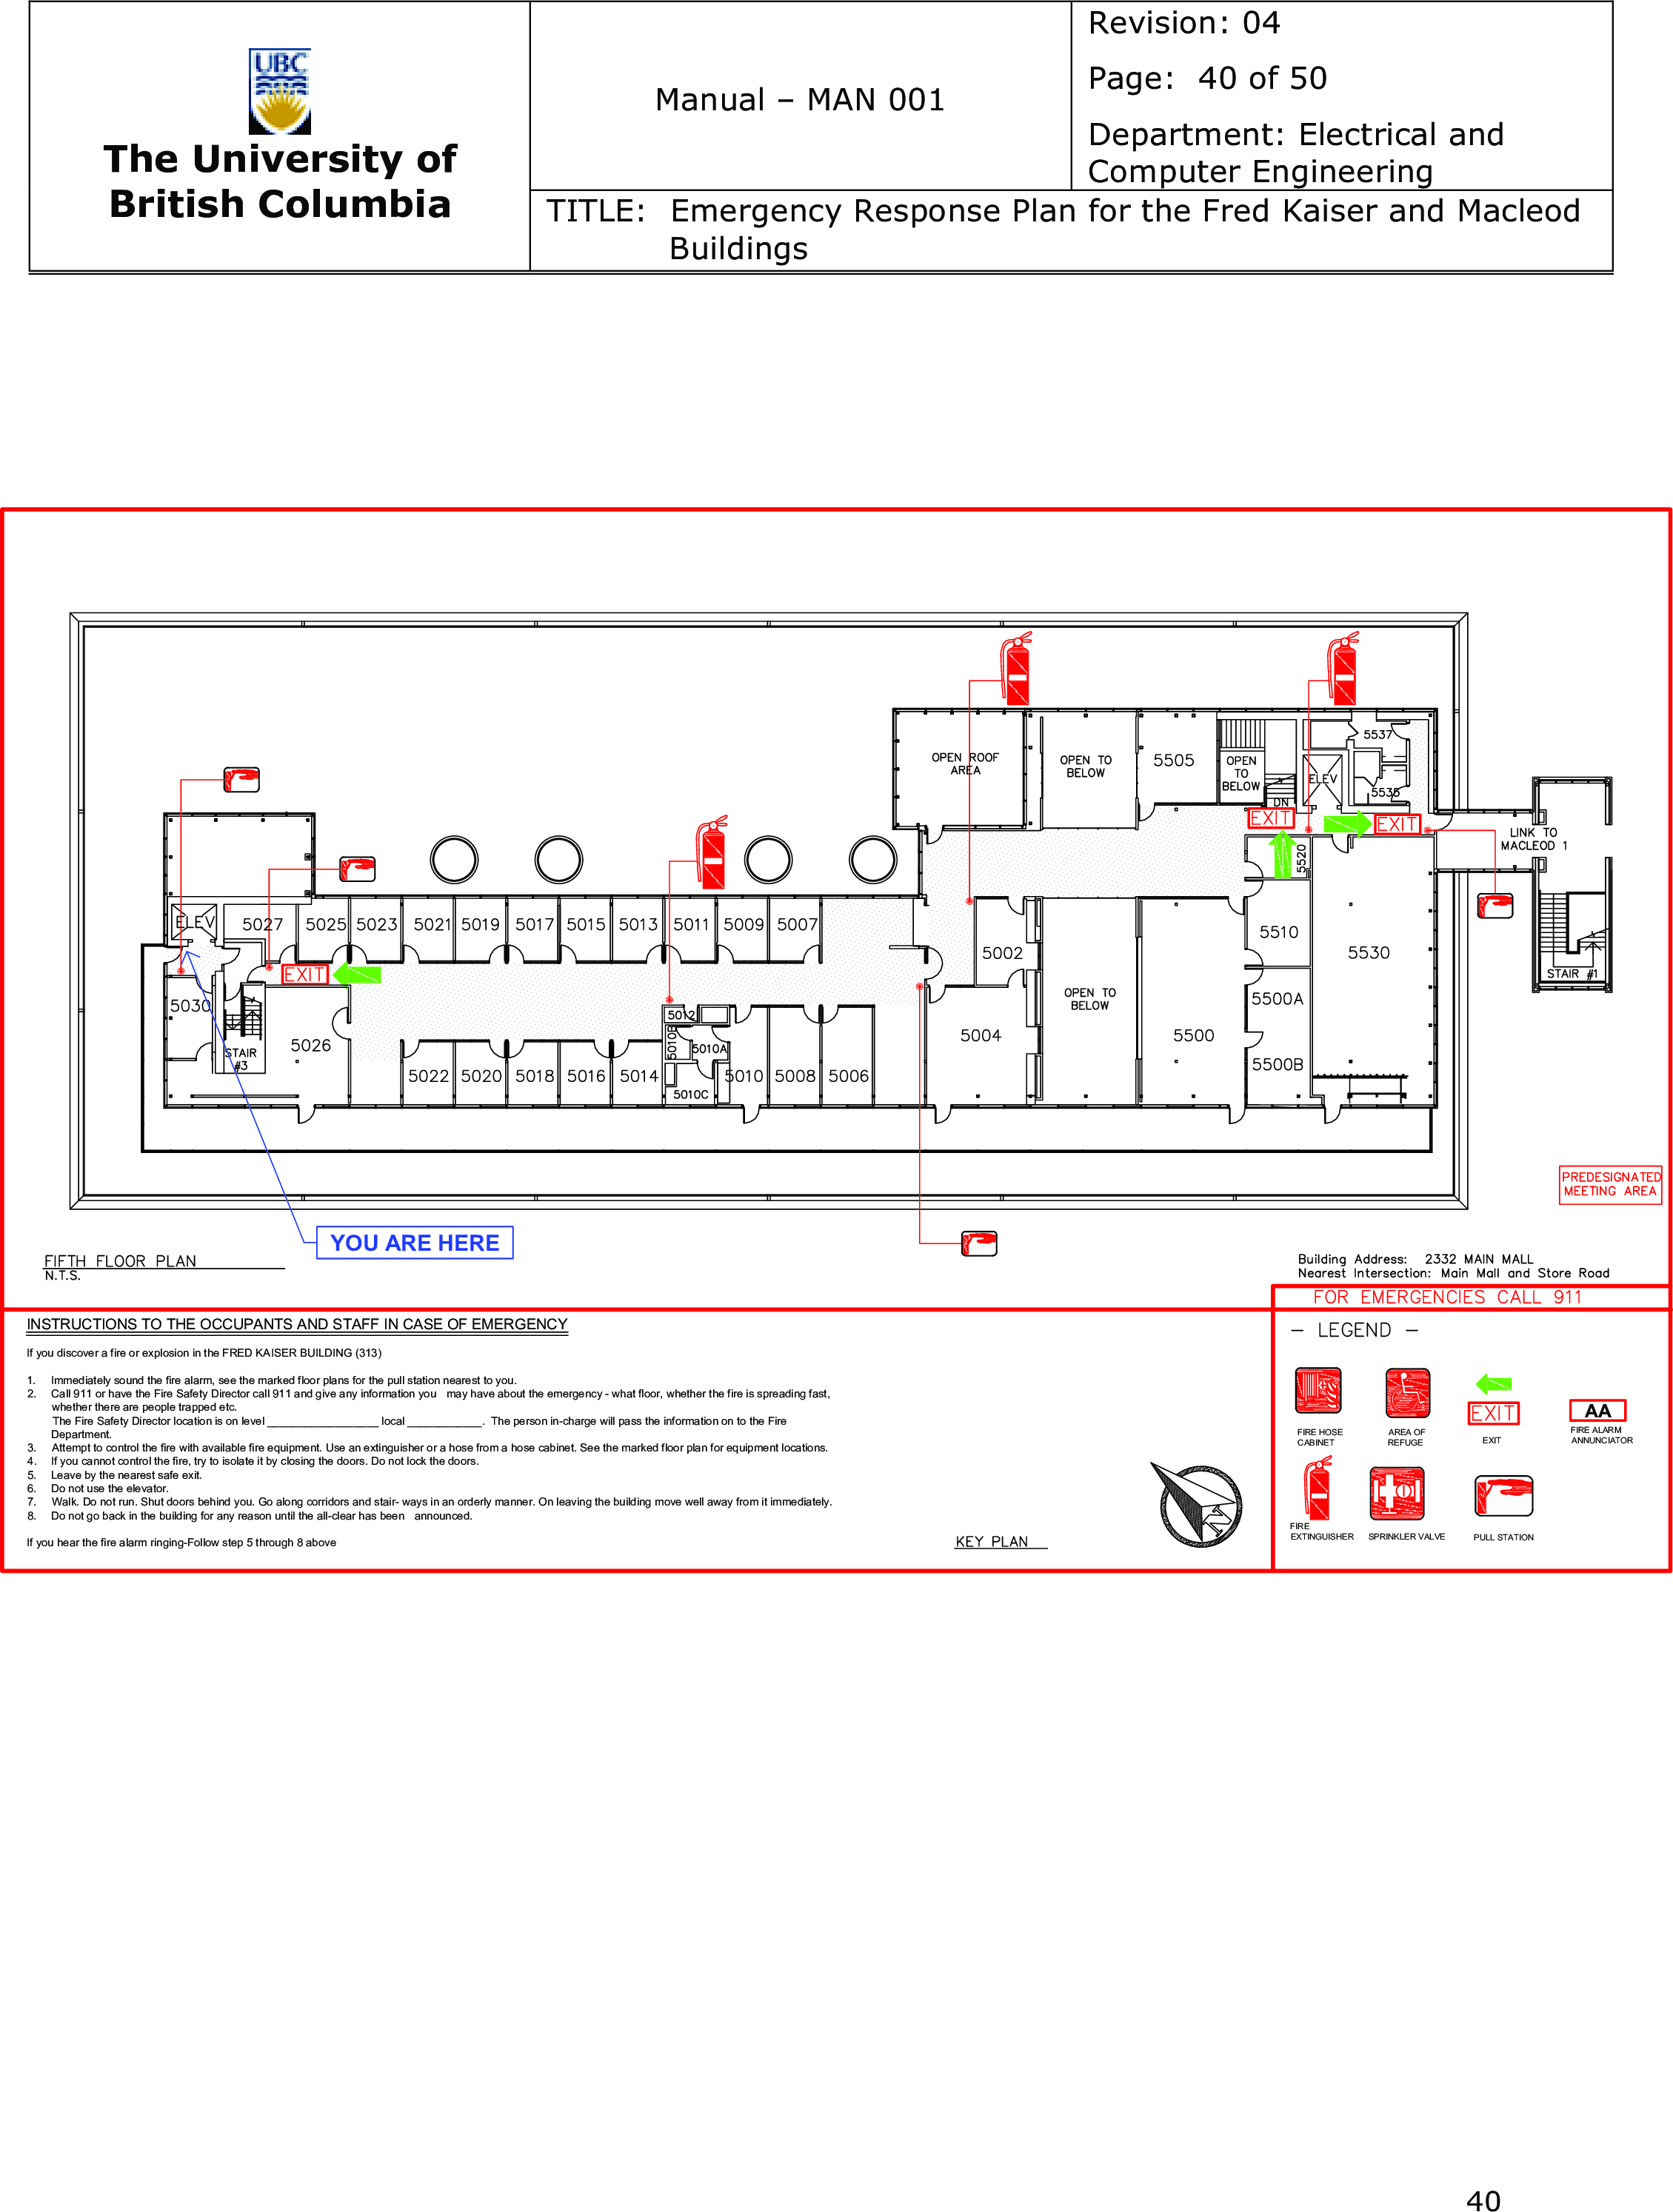 UBC
The University of
British Columbia
Manual – MAN 001
Revision: 04
Page: 40 of 50
Department: Electrical and
Computer Engineering
TITLE: Emergency Response Plan for the Fred Kaiser and Macleod
Buildings
OPEN ROOF
AREA
OPEN TO
BELOW
5505
OPEN
TO
BELOW
DN
ELEV
5537
5535
EXIT
EXIT
LINK TO
MACLEOD 1
5520
ELEV
5027
5025
5023
5021
5019
5017
5015
5013
5011
5009
5007
5002
5510
5530
STAIR #1
EXIT
5030
5026
STAIR
#3
5012
5010B
5010A
5010C
5004
OPEN TO
BELOW
5500
5500A
5500B
5022
5020
5018
5016
5014
5010
5008
5006
PREDESIGNATED
MEETING AREA
YOU ARE HERE
FIFTH FLOOR PLAN
N.T.S.
Building Address: 2332 MAIN MALL
Nearest Intersection: Main Mall and Store Road
FOR EMERGENCIES CALL 911
INSTRUCTIONS TO THE OCCUPANTS AND STAFF IN CASE OF EMERGENCY
If you discover a fire or explosion in the FRED KAISER BUILDING (313)
1. Immediately sound the fire alarm, see the marked floor plans for the pull station nearest to you.
2. Call 911 or have the Fire Safety Director call 911 and give any information you may have about the emergency - what floor, whether the fire is spreading fast,
whether there are people trapped etc.
The Fire Safety Director location is on level __________________ local ____________. The person in-charge will pass the information on to the Fire
Department.
3. Attempt to control the fire with available fire equipment. Use an extinguisher or a hose from a hose cabinet. See the marked floor plan for equipment locations.
4. If you cannot control the fire, try to isolate it by closing the doors. Do not lock the doors.
5. Leave by the nearest safe exit.
6. Do not use the elevator.
7. Walk. Do not run. Shut doors behind you. Go along corridors and stair- ways in an orderly manner. On leaving the building move well away from it immediately.
8. Do not go back in the building for any reason until the all-clear has been announced.
If you hear the fire alarm ringing-Follow step 5 through 8 above
KEY PLAN
N
- LEGEND -
FIRE HOSE
CABINET
AREA OF
REFUGE
EXIT
EXIT
AA
FIRE ALARM
ANNUNCIATOR
FIRE
EXTINGUISHER
SPRINKLER VALVE
PULL STATION
40